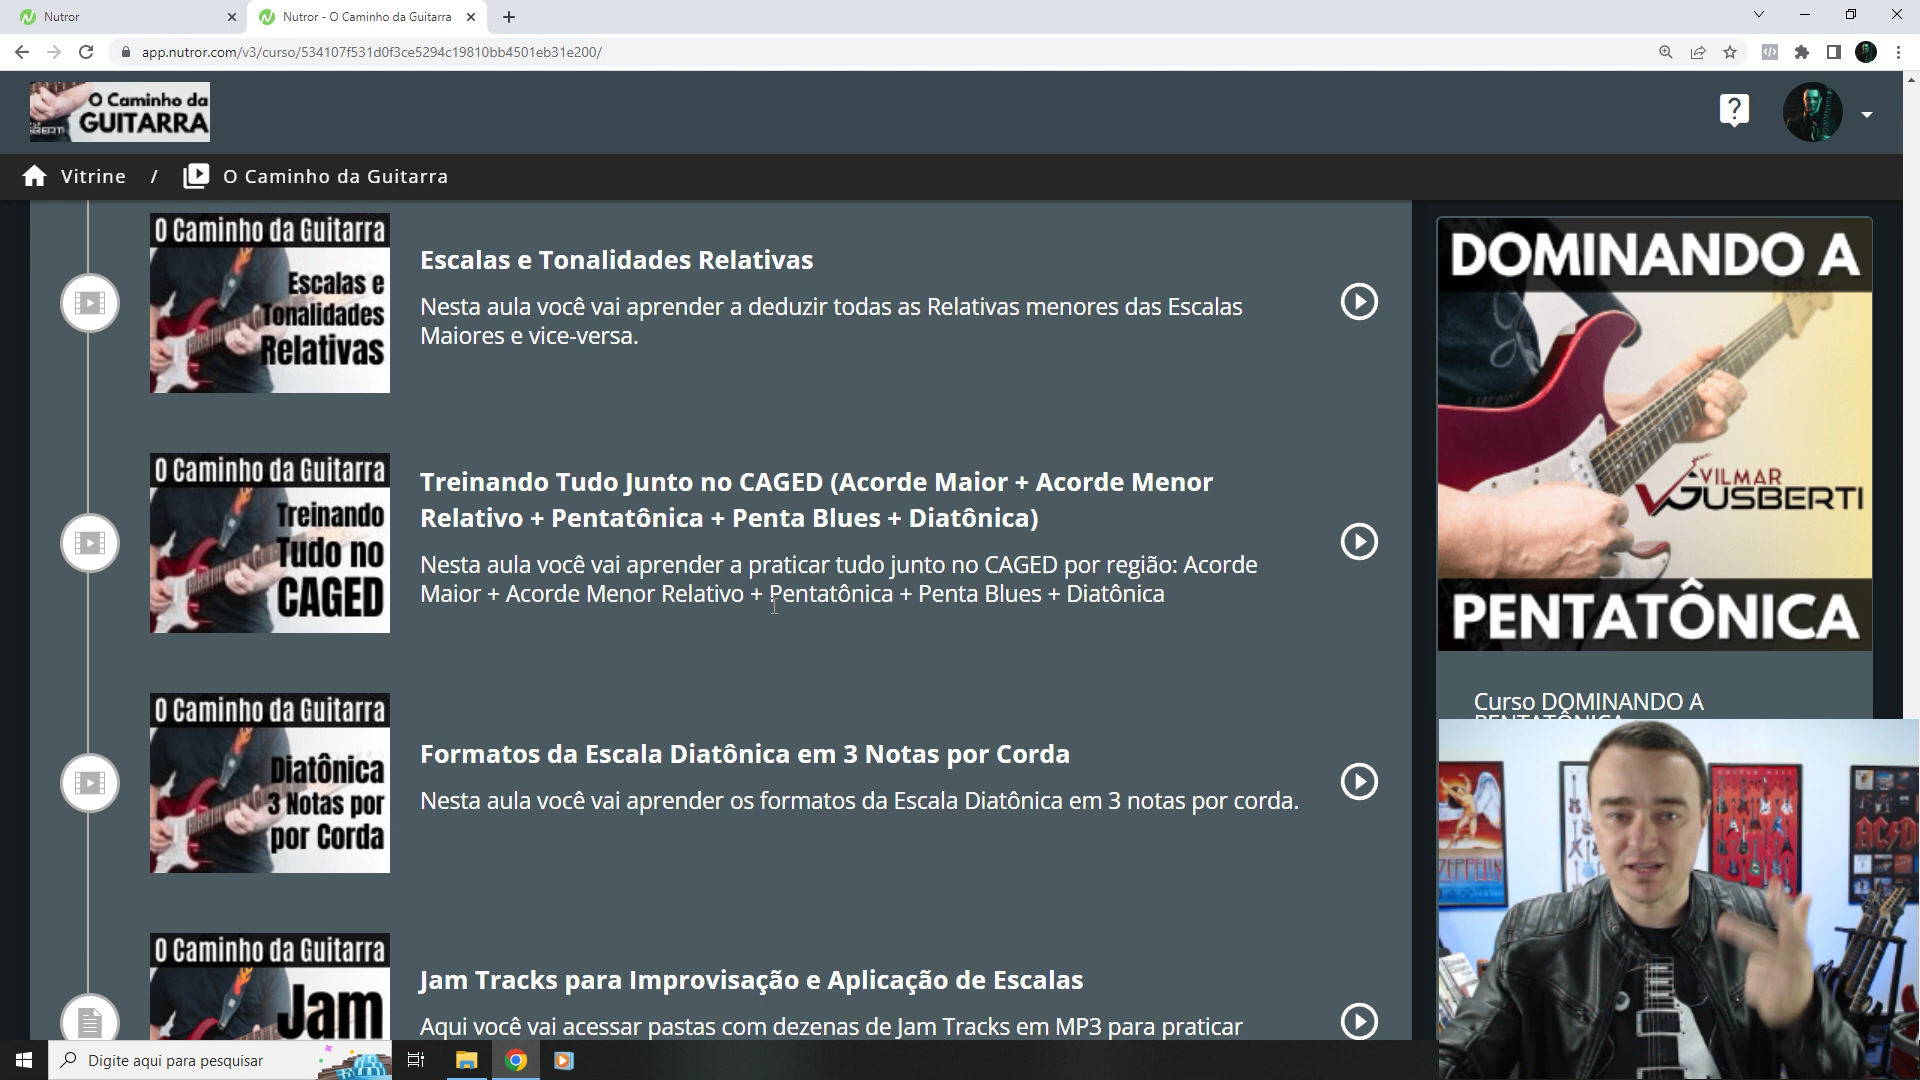 Nutror
Nutror - O Caminho da Guitarra
app.nutror.com/v3/curso/534107f531d0f3ce5294c19810bb4501eb31e200/
O Caminho da
GUITARRA
Vitrine / O Caminho da Guitarra
O Caminho da Guitarra
Escalas e
Tonalidades
Relativas
Escalas e Tonalidades Relativas
Nesta aula você vai aprender a deduzir todas as Relativas menores das Escalas
Maiores e vice-versa.
O Caminho da Guitarra
Treinando
Tudo no
CAGED
Treinando Tudo Junto no CAGED (Acorde Maior + Acorde Menor
Relativo + Pentatônica + Penta Blues + Diatônica)
Nesta aula você vai aprender a praticar tudo junto no CAGED por região: Acorde
Maior + Acorde Menor Relativo + Pentatônica + Penta Blues + Diatônica
O Caminho da Guitarra
Diatônica
3 Notas por
por Corda
Formatos da Escala Diatônica em 3 Notas por Corda
Nesta aula você vai aprender os formatos da Escala Diatônica em 3 notas por corda.
O Caminho da Guitarra
Jam
Jam Tracks para Improvisação e Aplicação de Escalas
Aqui você vai acessar pastas com dezenas de Jam Tracks em MP3 para praticar
DOMINANDO A
VILMAR
GUSBERTI
PENTATÔNICA
Curso DOMINANDO A
PENTATÔNICA
ZEPPELIN
AC/D
Digite aqui para pesquisar